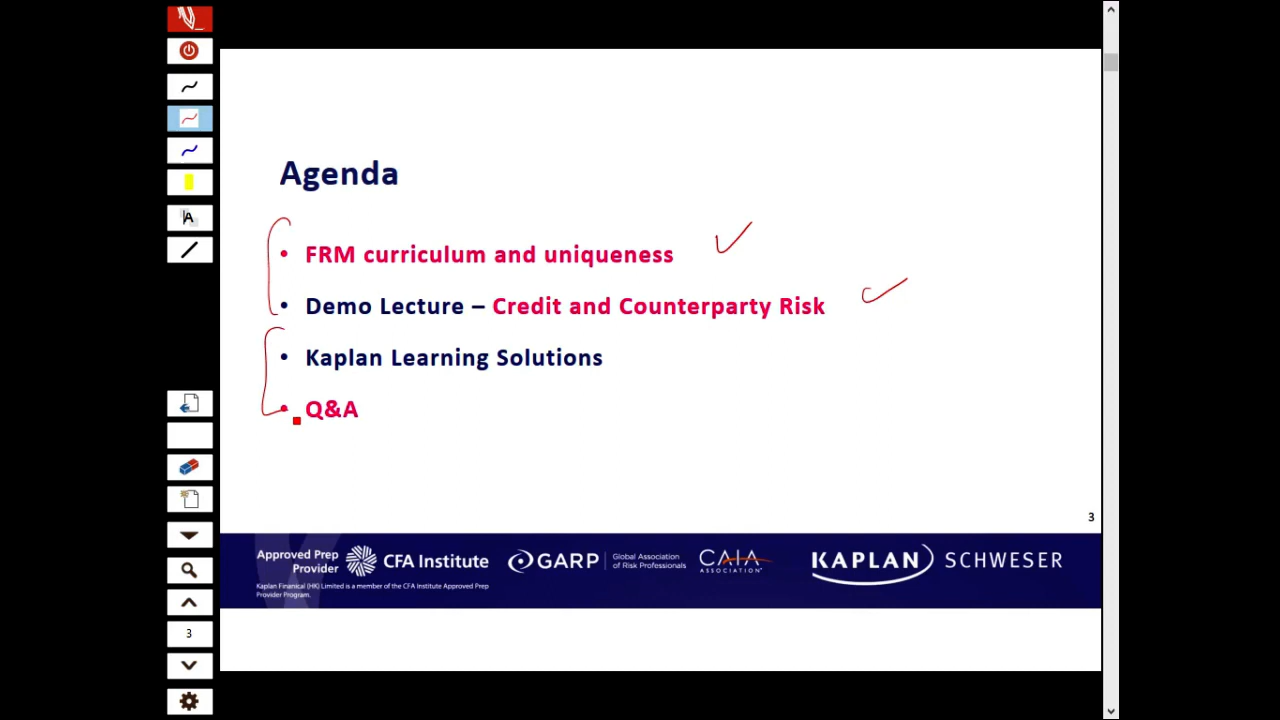 A
Agenda
• FRM curriculum and uniqueness
• Demo Lecture – Credit and Counterparty Risk
• Kaplan Learning Solutions
• Q&A
3
Approved Prep Provider
CFA Institute
Kaplan Finanical (HK) Limited is a member of the CFA Institute Approved Prep
Provider Program.
GARP
Global Association
of Risk Professionals
CAIA
ASSOCIATION
KAPLAN SCHWESER
3